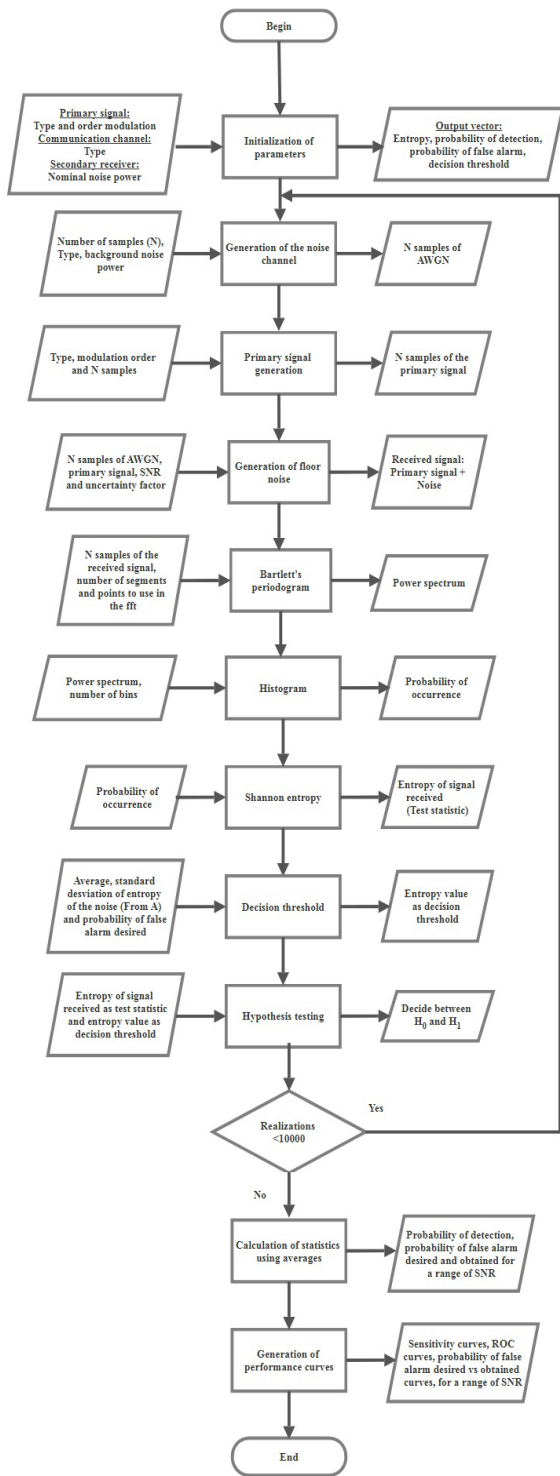 Begin
Primary signal:
Type and order modulation
Communication channel:
Type
Secondary receiver:
Nominal noise power
Initialization of
parameters
Output vector:
Entropy, probability of detection,
probability of false alarm,
decision threshold
Number of samples (N),
Type, background noise
power
Generation of the noise
channel
N samples of
AWGN
Type, modulation order
and N samples
Primary signal
generation
N samples of the
primary signal
N samples of AWGN,
primary signal, SNR
and uncertainty factor
Generation of floor
noise
Received signal:
Primary signal +
Noise
N samples of the
received signal,
number of segments
and points to use in
the fft
Bartlett's
periodogram
Power spectrum
Power spectrum,
number of bins
Histogram
Probability of
occurrence
Probability of
occurrence
Shannon entropy
Entropy of signal
received
(Test statistic)
Average, standard
desviation of entropy
of the noise (From A)
and probability of false
alarm desired
Decision threshold
Entropy value
as decision
threshold
Entropy of signal
received as test statistic
and entropy value as
decision threshold
Hypothesis testing
Decide between
H0 and H1
Realizations
<10000
Yes
No
Calculation of statistics
using averages
Probability of detection,
probability of false alarm
desired and obtained for
a range of SNR
Generation of
performance curves
Sensitivity curves, ROC
curves, probability of false
alarm desired vs obtained
curves, for a range of SNR
End